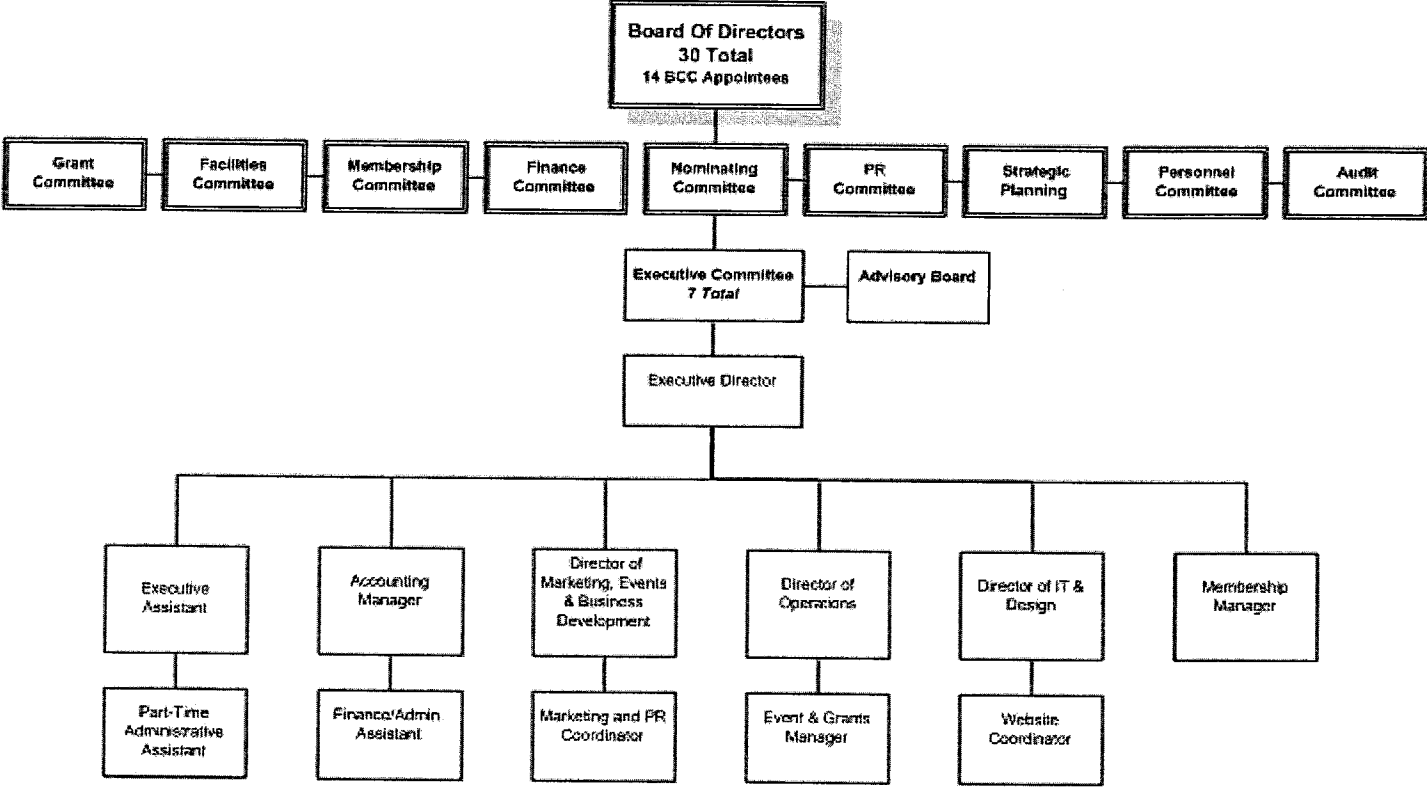 Board Of Directors
30 Total
14 BCC Appointees
Grant
Committee
Facilities
Committee
Membership
Committee
Finance
Committee
Nominating
Committee
PR
Committee
Strategic
Planning
Personnel
Committee
Audit
Committee
Executive Committee
7 Total
Advisory Board
Executive Director
Executive
Assistant
Accounting
Manager
Director of
Marketing, Events
& Business
Development
Director of
Operations
Director of IT &
Design
Membership
Manager
Part-Time
Administrative
Assistant
Finance/Admin
Assistant
Marketing and PR
Coordinator
Event & Grants
Manager
Website
Coordinator